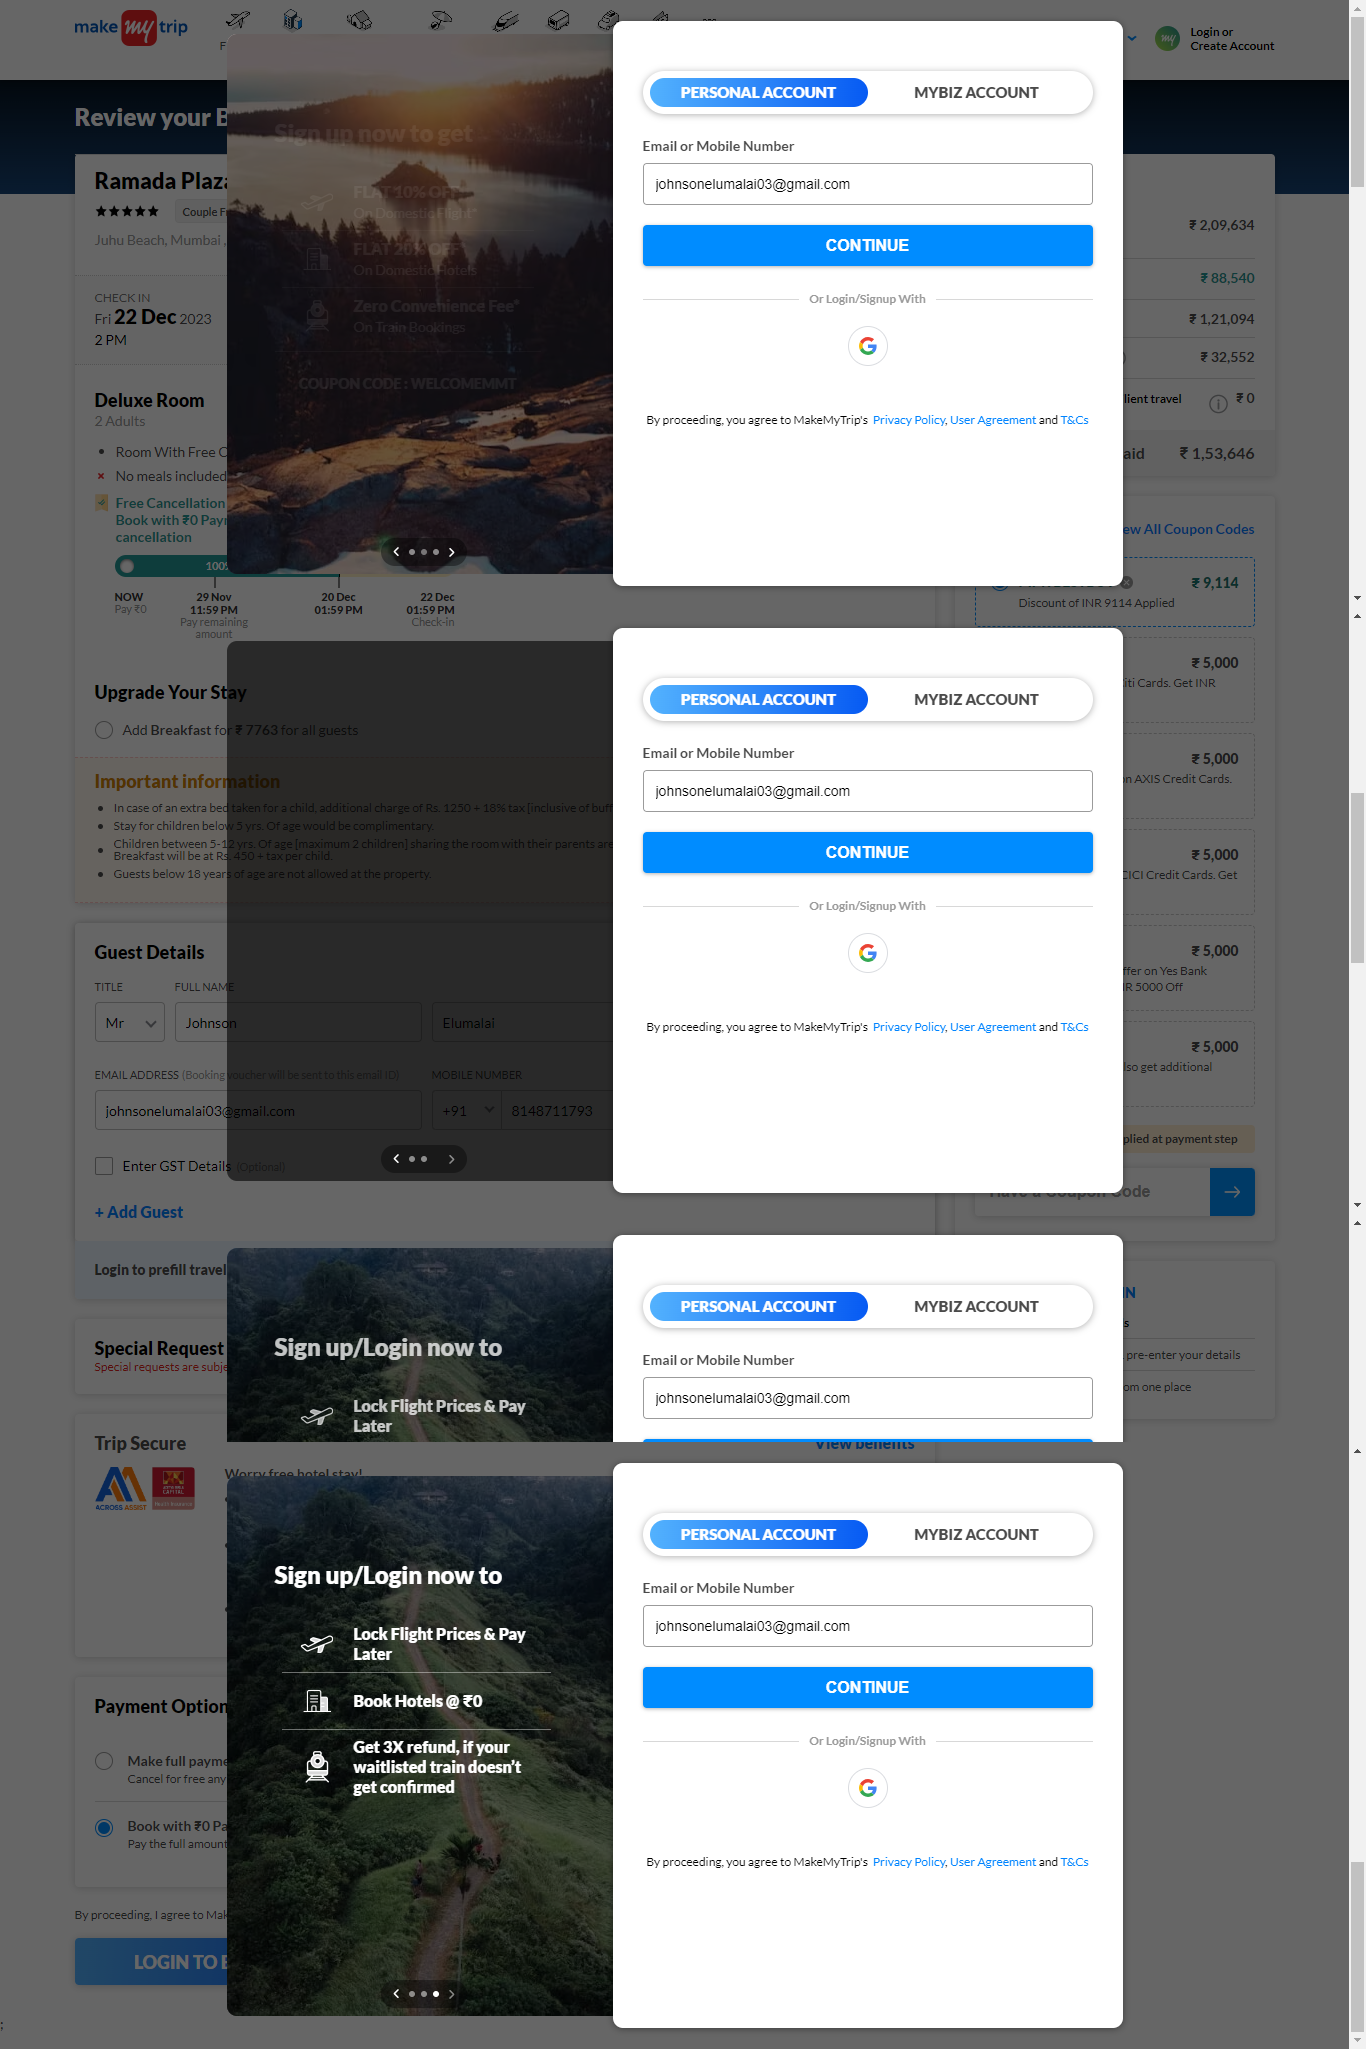 make my trip
F
my
Login or
Create Account
Review your B
Ramada Plaza
Couple Fr
Juhu Beach, Mumbai ,
CHECK IN
Fri 22 Dec 2023
2 PM
Deluxe Room
2 Adults
Room With Free C
No meals included
Free Cancellation
Book with ₹0 Payr
cancellation
100%
NOW
Pay ₹0
29 Nov
11:59 PM
Pay remaining
amount
20 Dec
01:59 PM
22 Dec
01:59 PM
Check-in
Sign up now to get
FLAT 10% OFF*
On Domestic Flight*
FLAT 25% OFF*
On Domestic Hotels
Zero Convenience Fee*
On Train Bookings
COUPON CODE : WELCOMEMMT
PERSONAL ACCOUNT
MYBIZ ACCOUNT
Email or Mobile Number
johnsonelumalai03@gmail.com
CONTINUE
Or Login/Signup With
By proceeding, you agree to MakeMyTrip's Privacy Policy, User Agreement and T&Cs
₹ 2,09,634
₹ 88,540
₹ 1,21,094
₹ 32,552
lient travel
₹ 0
aid ₹ 1,53,646
ew All Coupon Codes
₹ 9,114
Discount of INR 9114 Applied
Upgrade Your Stay
Add Breakfast for ₹ 7763 for all guests
Important information
In case of an extra bed taken for a child, additional charge of Rs. 1250 + 18% tax [inclusive of buff
Stay for children below 5 yrs. Of age would be complimentary.
Children between 5-12 yrs. Of age [maximum 2 children] sharing the room with their parents are
Breakfast will be at Rs. 450 + tax per child.
Guests below 18 years of age are not allowed at the property.
Guest Details
TITLE
FULL NAME
Mr
Johnson
Elumalai
EMAIL ADDRESS (Booking voucher will be sent to this email ID)
MOBILE NUMBER
johnsonelumalai03@gmail.com
+91
8148711793
Enter GST Details (Optional)
+ Add Guest
PERSONAL ACCOUNT
MYBIZ ACCOUNT
Email or Mobile Number
johnsonelumalai03@gmail.com
CONTINUE
Or Login/Signup With
By proceeding, you agree to MakeMyTrip's Privacy Policy, User Agreement and T&Cs
₹ 5,000
iti Cards. Get INR
₹ 5,000
n AXIS Credit Cards.
₹ 5,000
CICI Credit Cards. Get
₹ 5,000
ffer on Yes Bank
R 5000 Off
₹ 5,000
lso get additional
plied at payment step
Have a Coupon Code
Login to prefill travel
Special Request
Special requests are subje
Trip Secure
ACROSS ASSIST
Worry free hotel stay!
View benefits
Sign up/Login now to
Lock Flight Prices & Pay
Later
PERSONAL ACCOUNT
MYBIZ ACCOUNT
Email or Mobile Number
johnsonelumalai03@gmail.com
IN
s
pre-enter your details
om one place
Payment Option
Make full payme
Cancel for free any
Book with ₹0 Pa
Pay the full amount
By proceeding, I agree to Mak
LOGIN TO B
Sign up/Login now to
Lock Flight Prices & Pay
Later
Book Hotels @ ₹0
Get 3X refund, if your
waitlisted train doesn't
get confirmed
PERSONAL ACCOUNT
MYBIZ ACCOUNT
Email or Mobile Number
johnsonelumalai03@gmail.com
CONTINUE
Or Login/Signup With
By proceeding, you agree to MakeMyTrip's Privacy Policy, User Agreement and T&Cs
;